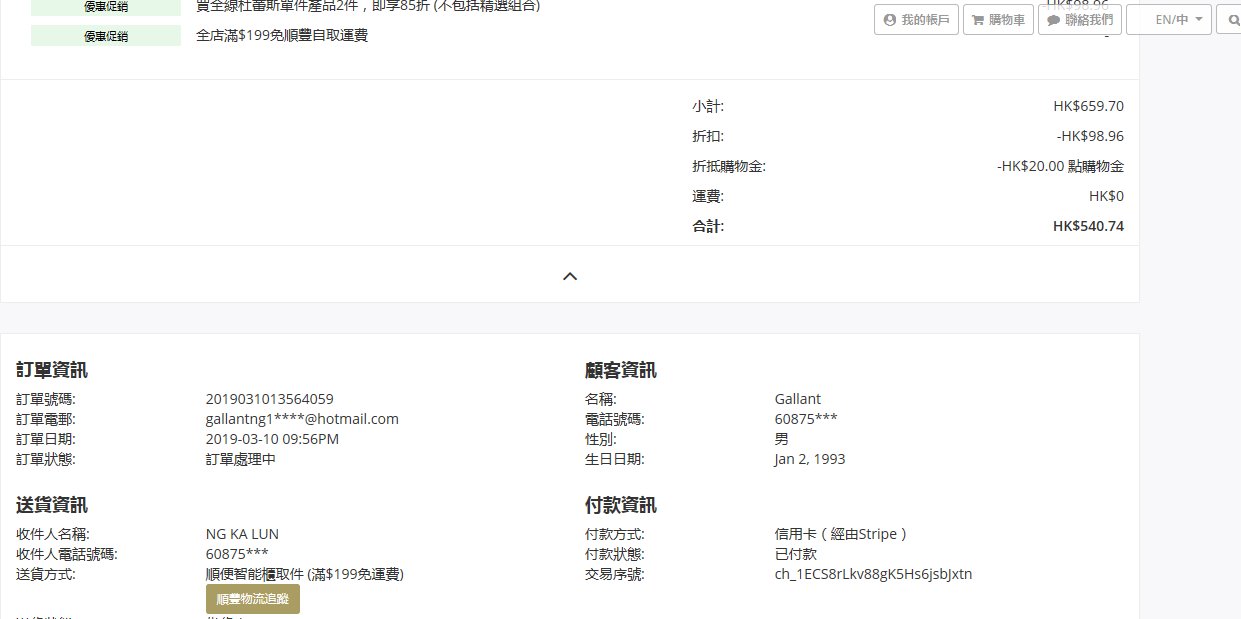 優惠促銷 買全線杜蕾斯單件產品2件，即享85折 (不包括精選組合) -HK$98.96
我的帳戶 購物車 聯絡我們 EN/中
優惠促銷 全店滿$199免順豐自取運費 -
小計: HK$659.70
折扣: -HK$98.96
折抵購物金: -HK$20.00 點購物金
運費: HK$0
合計: HK$540.74
訂單資訊
訂單號碼: 2019031013564059
訂單電郵: gallantng1****@hotmail.com
訂單日期: 2019-03-10 09:56PM
訂單狀態: 訂單處理中
顧客資訊
名稱: Gallant
電話號碼: 60875***
性別: 男
生日日期: Jan 2, 1993
送貨資訊
收件人名稱: NG KA LUN
收件人電話號碼: 60875***
送貨方式: 順便智能櫃取件 (滿$199免運費)
順豐物流追蹤
付款資訊
付款方式: 信用卡 ( 經由Stripe )
付款狀態: 已付款
交易序號: ch_1ECS8rLkv88gK5Hs6jsbJxtn